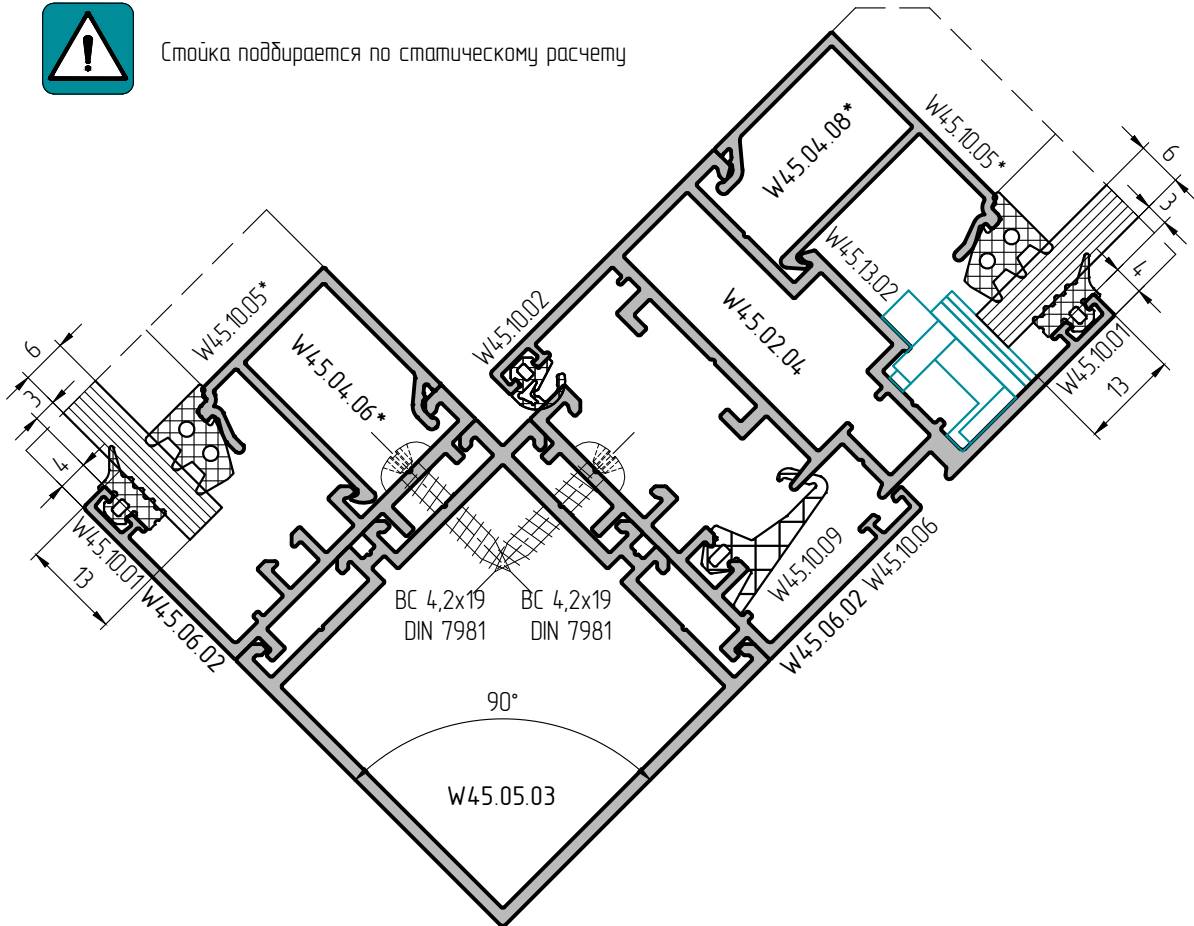 Стойка подбирается по статическому расчету
W45.10.05*
6
3
4
W45.04.08*
W45.13.02
W45.10.01
13
W45.02.04
W45.10.02
W45.10.05*
6
3
4
W45.04.06*
W45.10.01
13
W45.06.02
W45.10.09
W45.10.06
W45.06.02
ВС 4,2x19
DIN 7981
ВС 4,2x19
DIN 7981
90°
W45.05.03